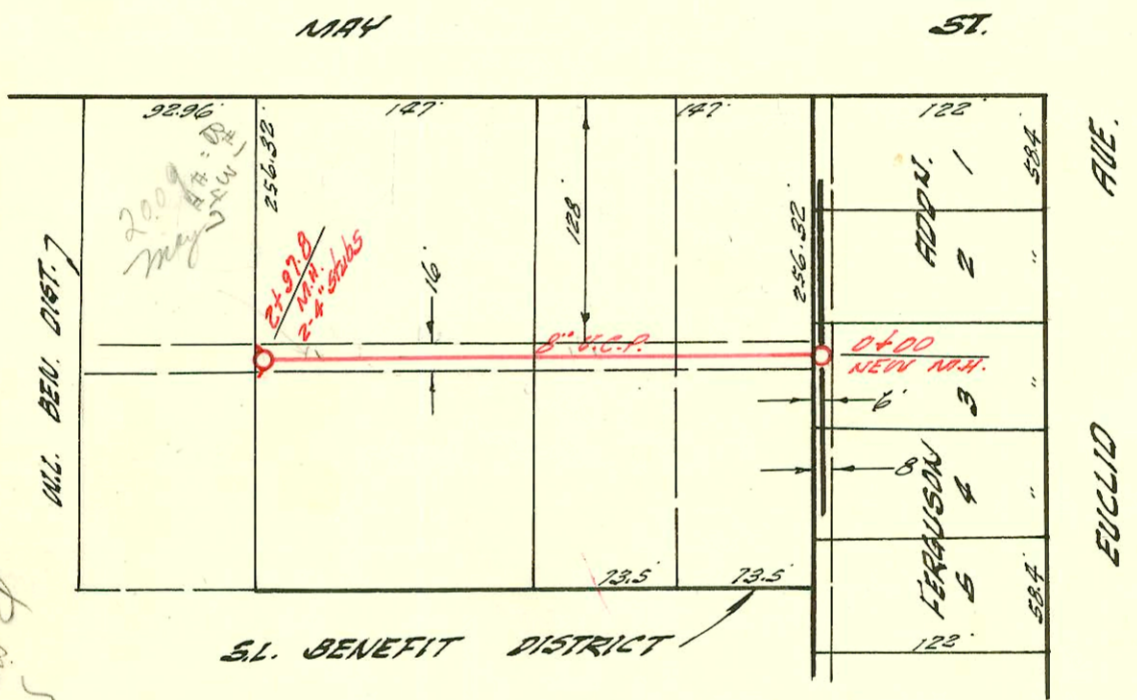 MAY ST.
92.96' 147' 147' 122'
256.32
256.32
128'
16'
58.4'
ADDN.
1
2
"
3
"
4
"
5
58.4'
FERGUSON
122'
AVE.
EUCLID
2009
May
2+97.8
M.H.
2-4" stubs
8" V.C.P.
0+00
NEW M.H.
6'
8'
W.L. BEN. DIST.
73.5' 73.5'
S.L. BENEFIT DISTRICT